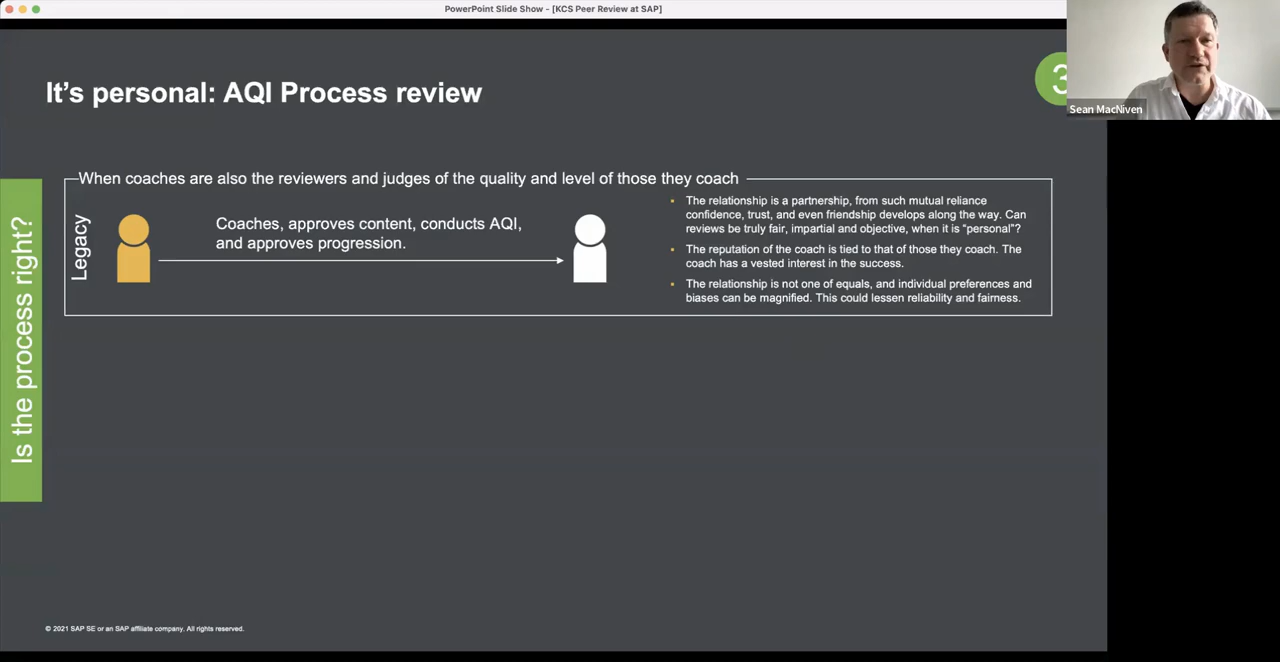 PowerPoint Slide Show - [KCS Peer Review at SAP]
It’s personal: AQI Process review
3
Sean MacNiven
Is the process right?
When coaches are also the reviewers and judges of the quality and level of those they coach
Legacy
Coaches, approves content, conducts AQI,
and approves progression.
▪ The relationship is a partnership, from such mutual reliance
confidence, trust, and even friendship develops along the way. Can
reviews be truly fair, impartial and objective, when it is “personal”?
▪ The reputation of the coach is tied to that of those they coach. The
coach has a vested interest in the success.
▪ The relationship is not one of equals, and individual preferences and
biases can be magnified. This could lessen reliability and fairness.
© 2021 SAP SE or an SAP affiliate company. All rights reserved.